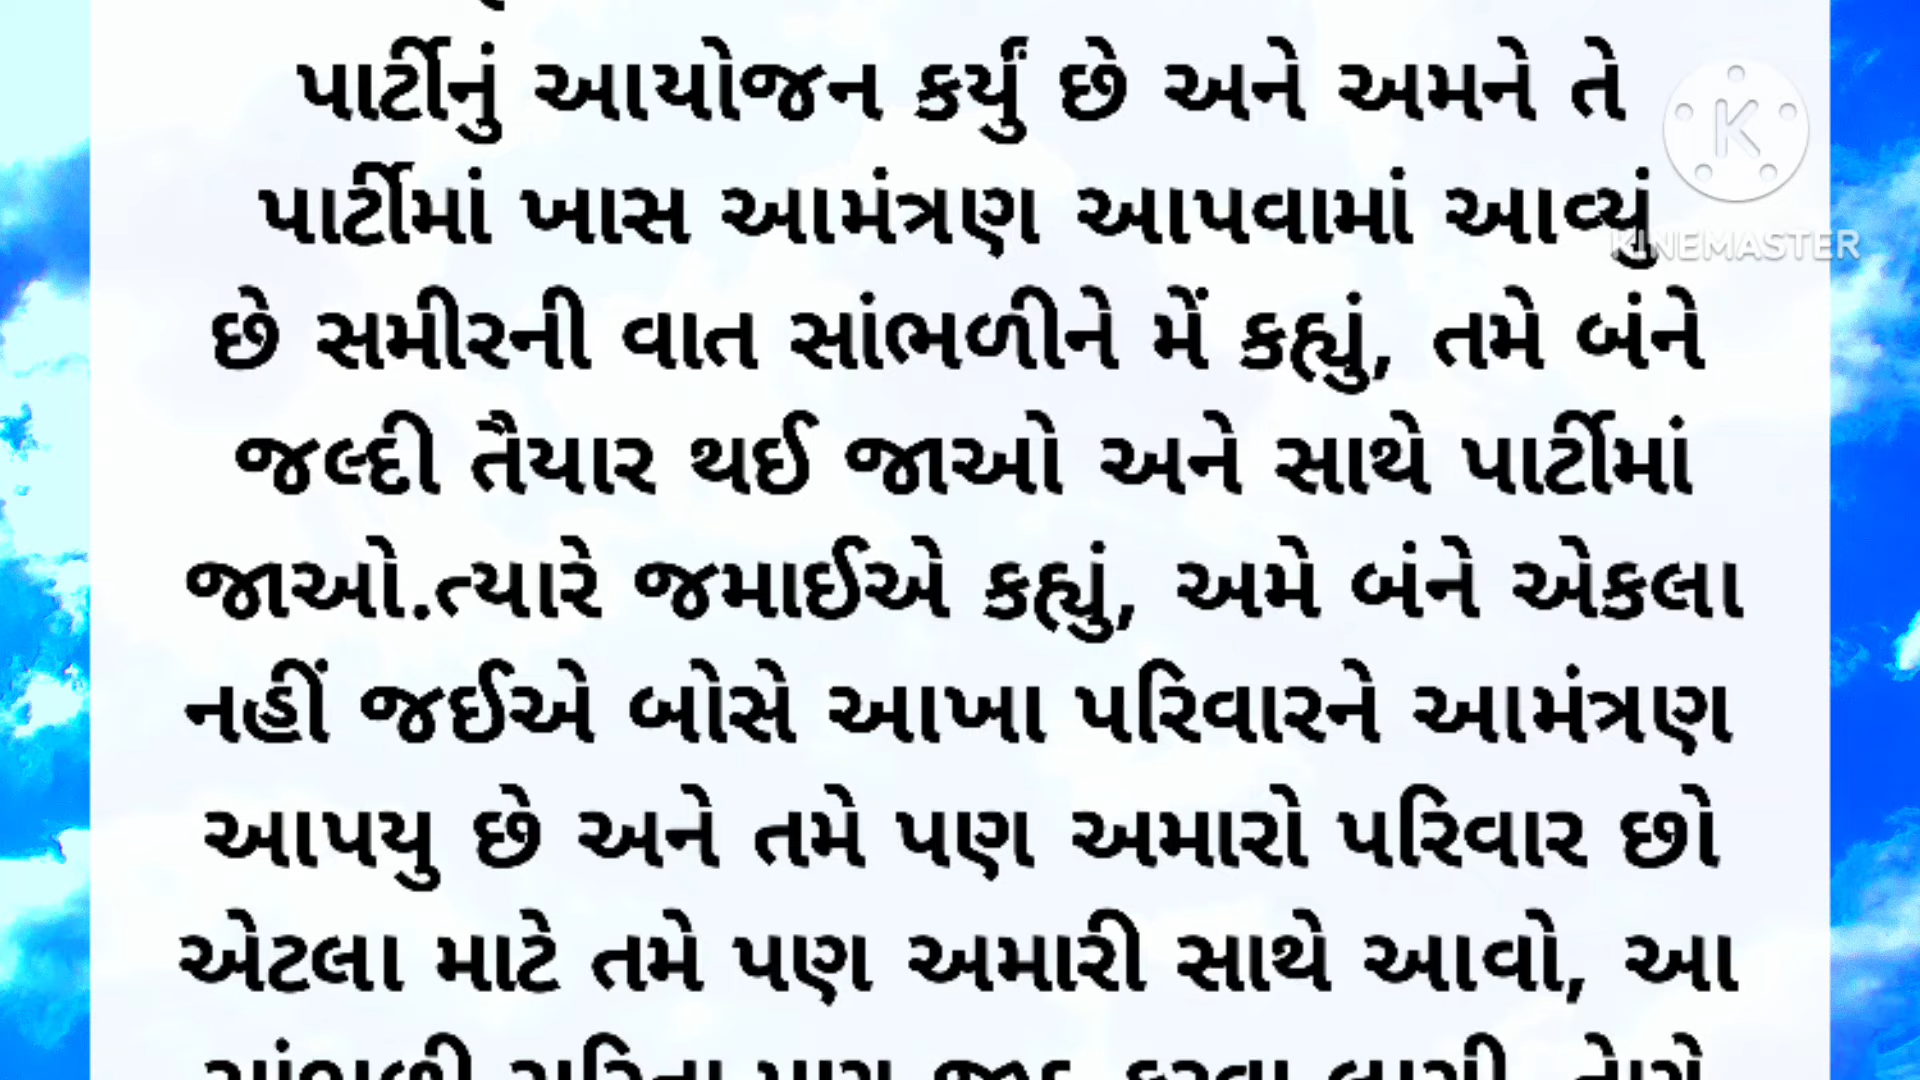 પાર્ટીનું આયોજન કર્યું છે અને અમને તે
પાર્ટીમાં ખાસ આમંત્રણ આપવામાં આવ્યું
છે સમીરની વાત સાંભળીને મેં કહ્યું, તમે બંને
જલ્દી તૈયાર થઈ જાઓ અને સાથે પાર્ટીમાં
જાઓ.ત્યારે જમાઈએ કહ્યું, અમે બંને એકલા
નહીં જઈએ બોસે આખા પરિવારને આમંત્રણ
આપયુ છે અને તમે પણ અમારો પરિવાર છો
એટલા માટે તમે પણ અમારી સાથે આવો, આ
K
KINEMASTER